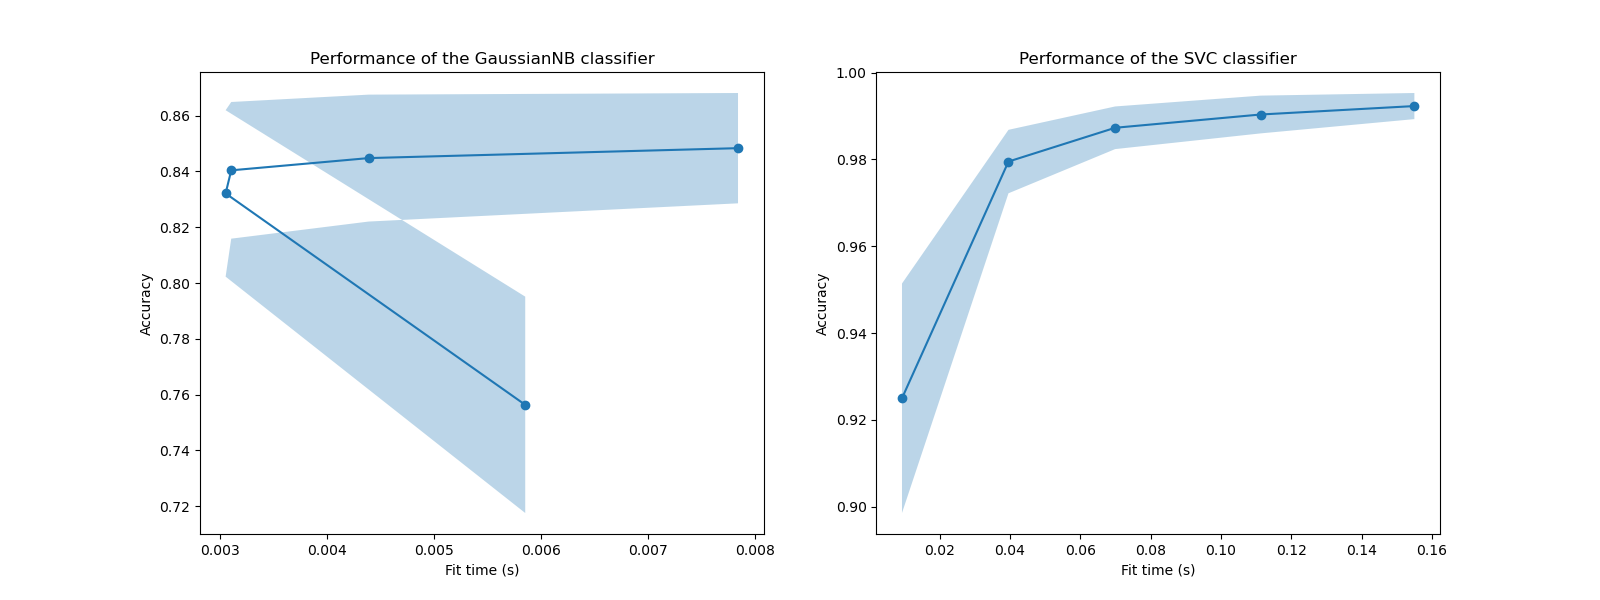 Performance of the GaussianNB classifier
0.86
0.84
0.82
0.80
0.78
0.76
0.74
0.72
Accuracy
0.003 0.004 0.005 0.006 0.007 0.008
Fit time (s)
Performance of the SVC classifier
1.00
0.98
0.96
0.94
0.92
0.90
Accuracy
0.02 0.04 0.06 0.08 0.10 0.12 0.14 0.16
Fit time (s)